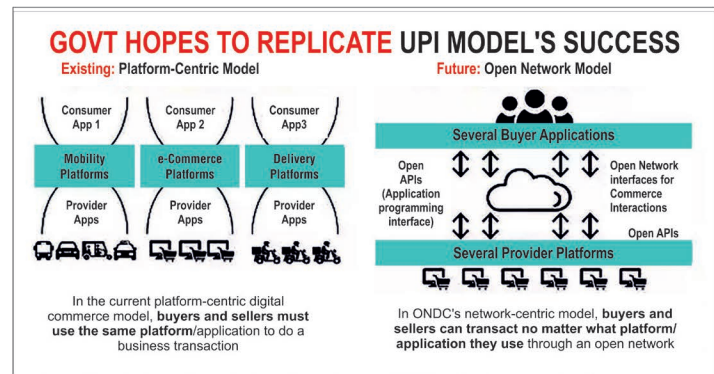 GOVT HOPES TO REPLICATE UPI MODEL'S SUCCESS
Existing: Platform-Centric Model
Consumer
App 1
Consumer
App 2
Consumer
App3
Mobility
Platforms
e-Commerce
Platforms
Delivery
Platforms
Provider
Apps
Provider
Apps
Provider
Apps
In the current platform-centric digital
commerce model, buyers and sellers must
use the same platform/application to do a
business transaction
Future: Open Network Model
Several Buyer Applications
Open
APIs
(Application
programming
interface)
Open Network
interfaces for
Commerce
Interactions
Open APIs
Several Provider Platforms
In ONDC's network-centric model, buyers and
sellers can transact no matter what platform/
application they use through an open network